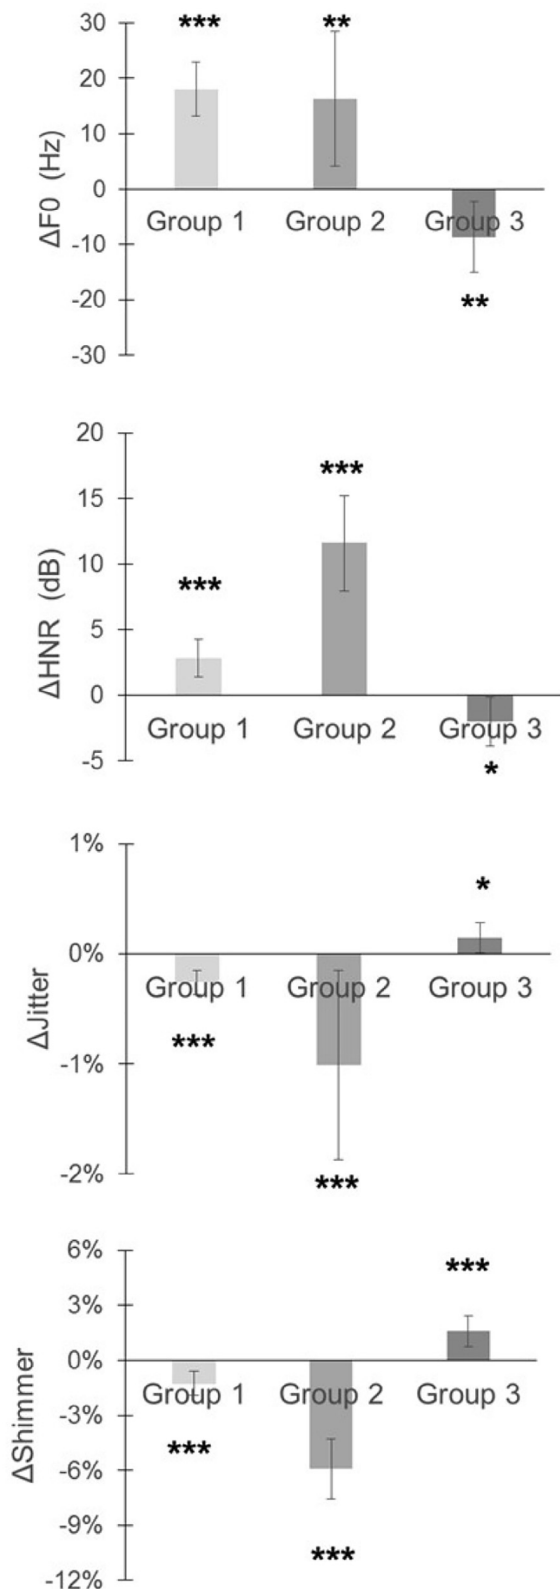 30
***
**
20
10
ΔF0 (Hz)
0
Group 1
Group 2
Group 3
-10
**
-20
-30
20
***
15
10
ΔHNR (dB)
***
5
0
Group 1
Group 2
Group 3
-5
*
1%
*
0%
ΔJitter
Group 1
Group 2
Group 3
***
-1%
-2%
***
6%
***
3%
0%
ΔShimmer
Group 1
Group 2
Group 3
-3%
***
-6%
-9%
***
-12%